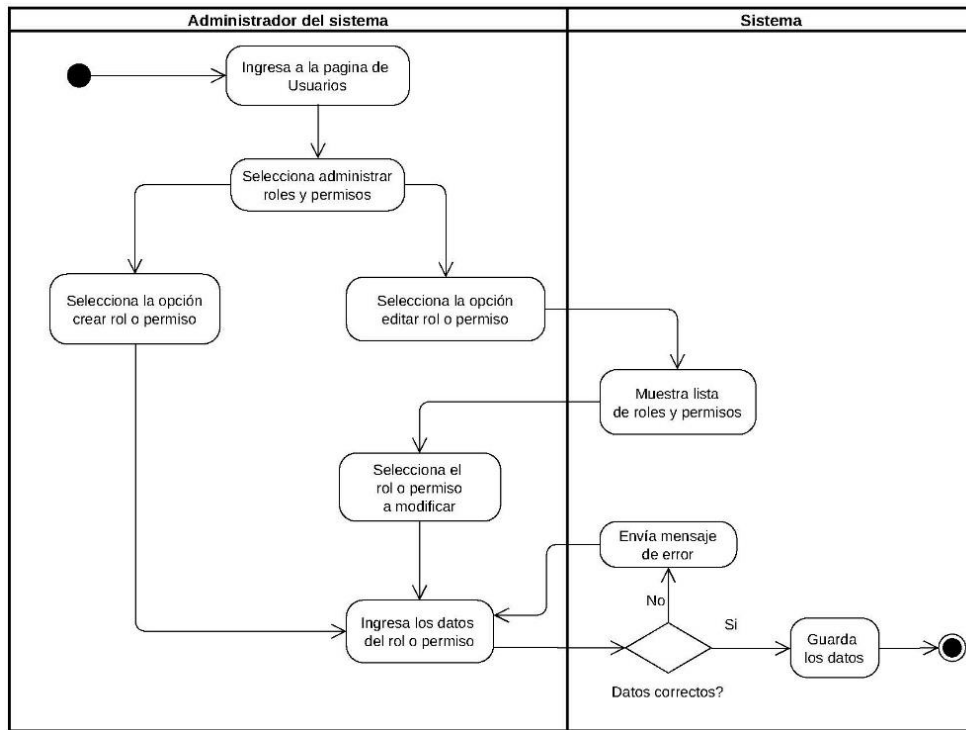 Administrador del sistema
Sistema
Ingresa a la pagina de
Usuarios
Selecciona administrar
roles y permisos
Selecciona la opción
crear rol o permiso
Selecciona la opción
editar rol o permiso
Muestra lista
de roles y permisos
Selecciona el
rol o permiso
a modificar
Envía mensaje
de error
No
Ingresa los datos
del rol o permiso
Si
Guarda
los datos
Datos correctos?